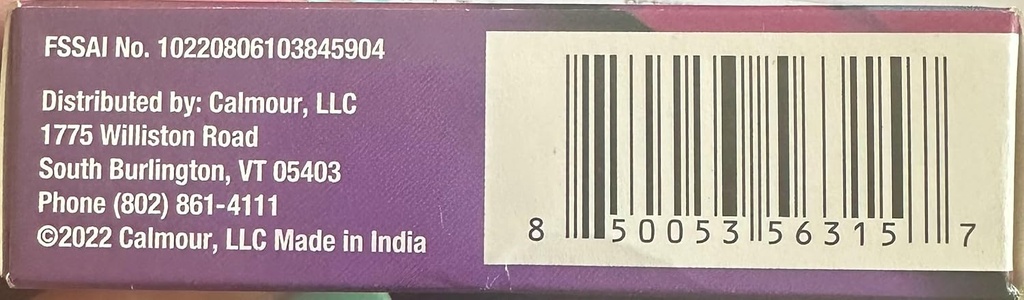 FSSAI No. 10220806103845904
Distributed by: Calmour, LLC
1775 Williston Road
South Burlington, VT 05403
Phone (802) 861-4111
©2022 Calmour, LLC Made in India
8 50053 56315 7